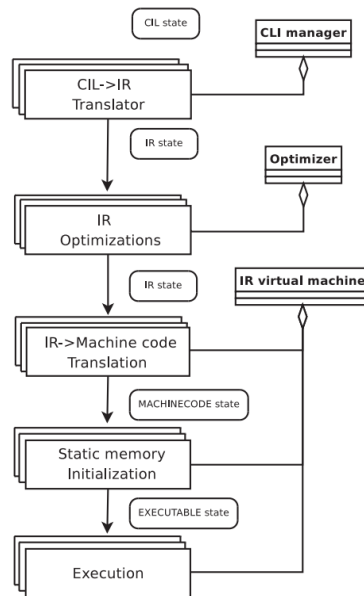 CIL state
CLI manager
CIL->IR
Translator
IR state
Optimizer
IR
Optimizations
IR state
IR virtual machine
IR->Machine code
Translation
MACHINECODE state
Static memory
Initialization
EXECUTABLE state
Execution